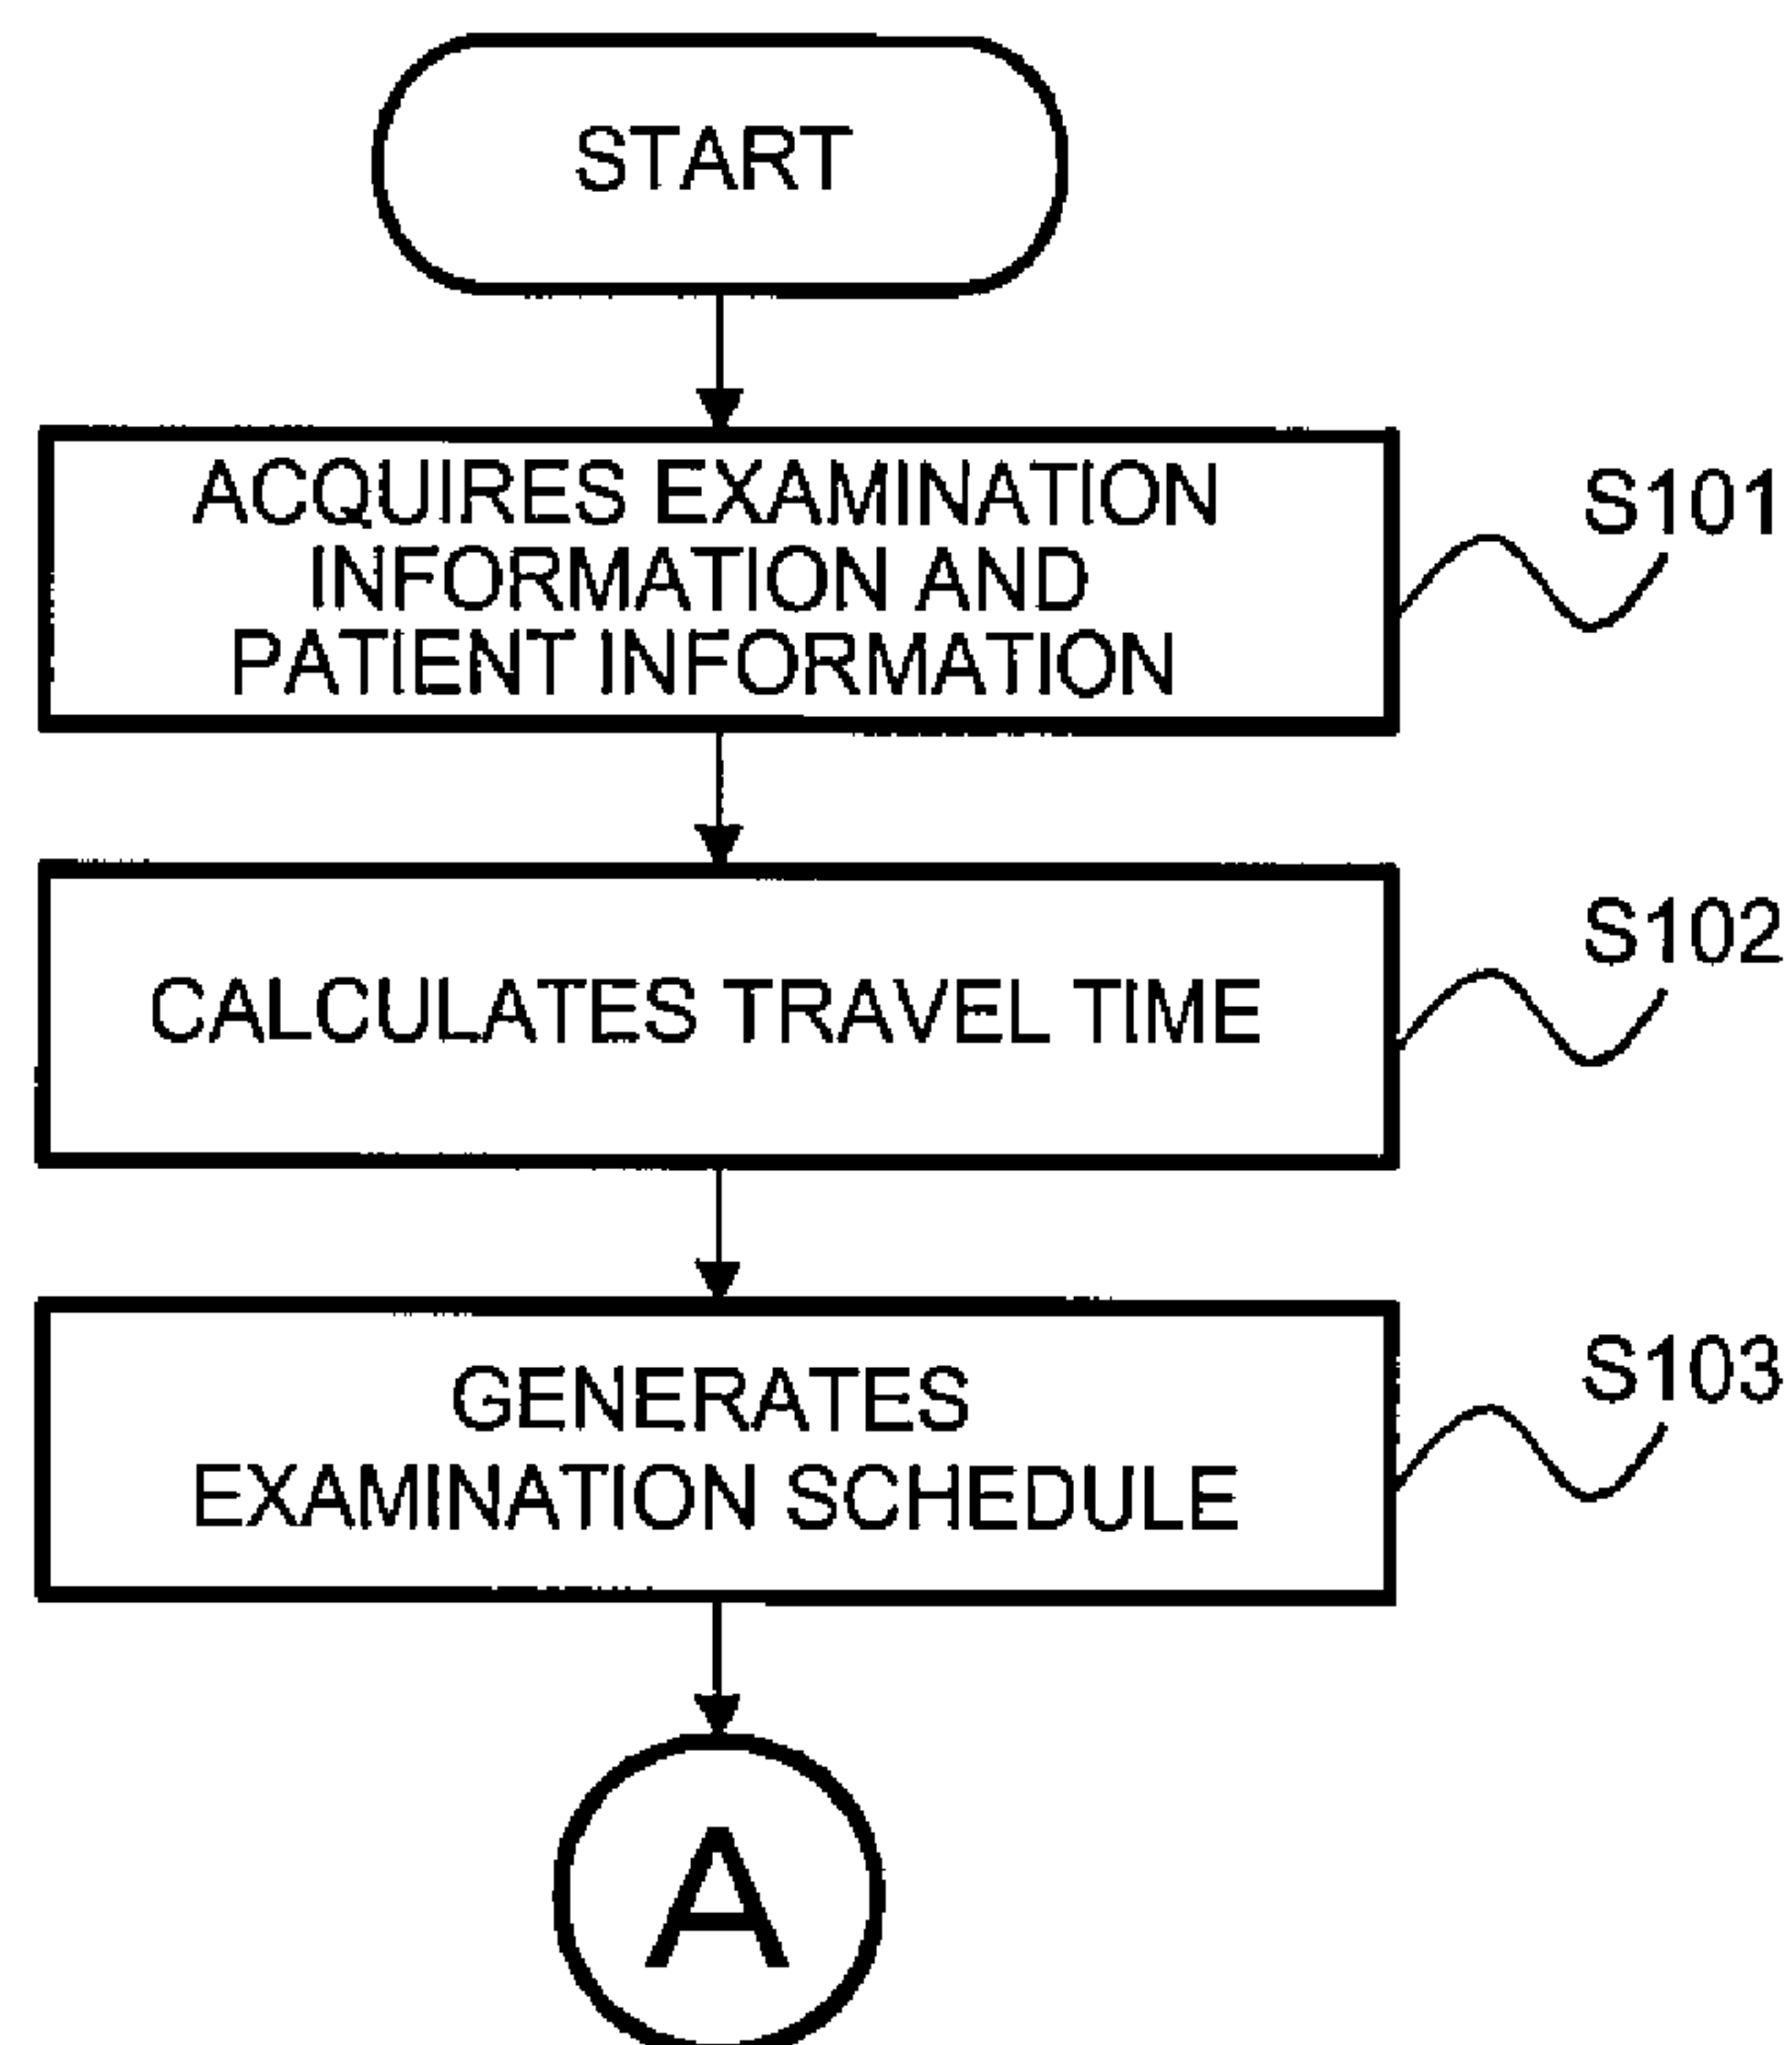 START
ACQUIRES EXAMINATION
INFORMATION AND
PATIENT INFORMATION
S101
CALCULATES TRAVEL TIME
S102
GENERATES
EXAMINATION SCHEDULE
S103
A